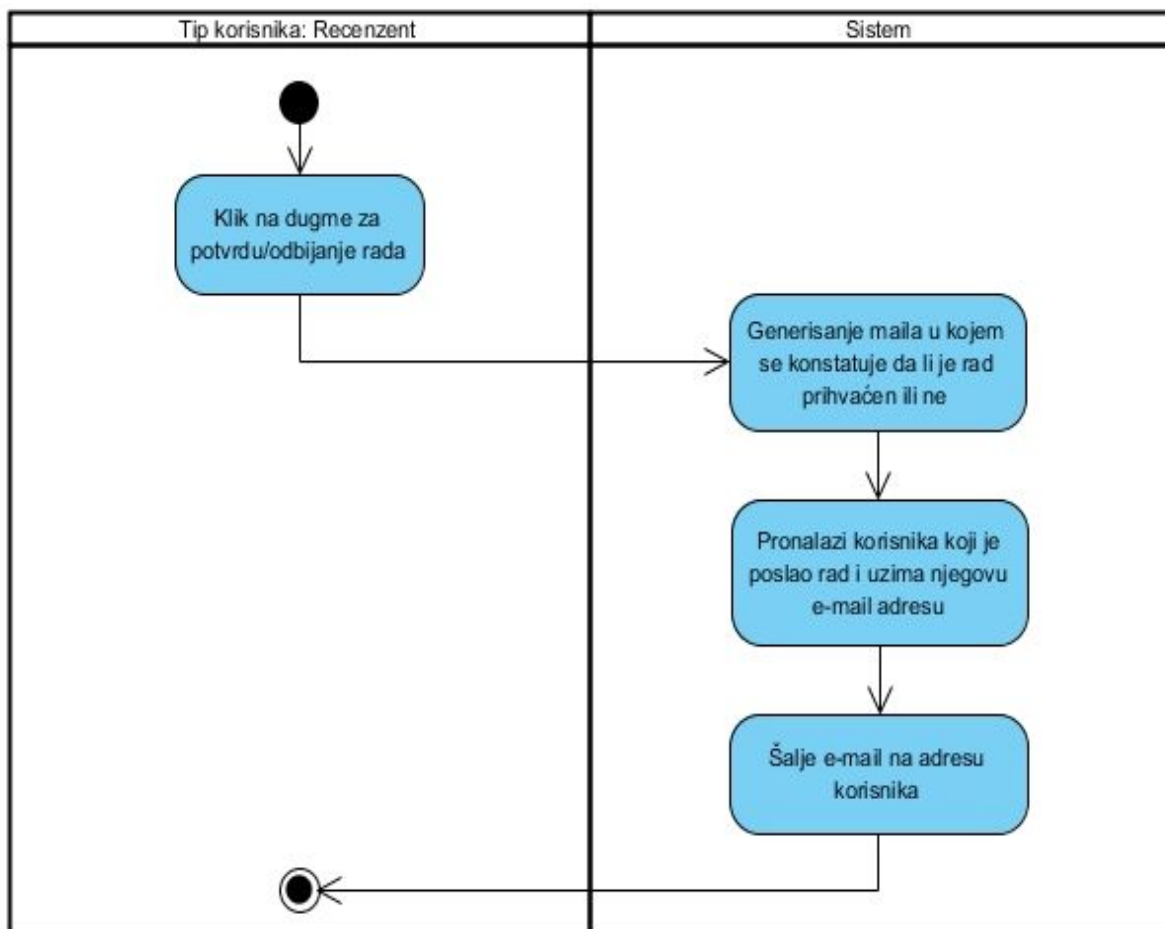 Tip korisnika: Recenzent
Sistem
Klik na dugme za
potvrdu/odbijanje rada
Generisanje maila u kojem
se konstatuje da li je rad
prihvaćen ili ne
Pronalazi korisnika koji je
poslao rad i uzima njegovu
e-mail adresu
Šalje e-mail na adresu
korisnika